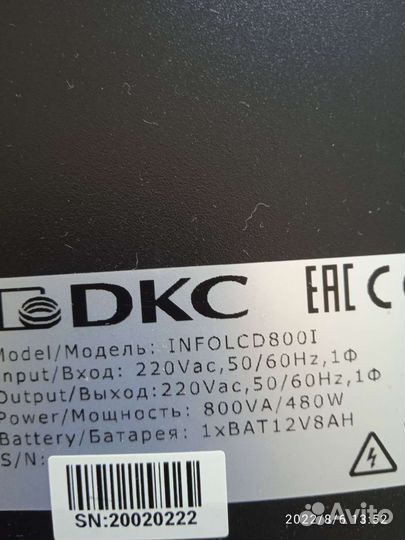 DKC
EAC C
Model/Модель: INFOLCD800I
Input/Вход: 220Vac,50/60Hz,1Ф
Output/Выход:220Vac,50/60Hz,1Ф
Power/Мощность: 800VA/480W
Battery/Батарея: 1xBAT12V8AH
S/N:
SN:20020222
2022/8/6 13:52
Avito